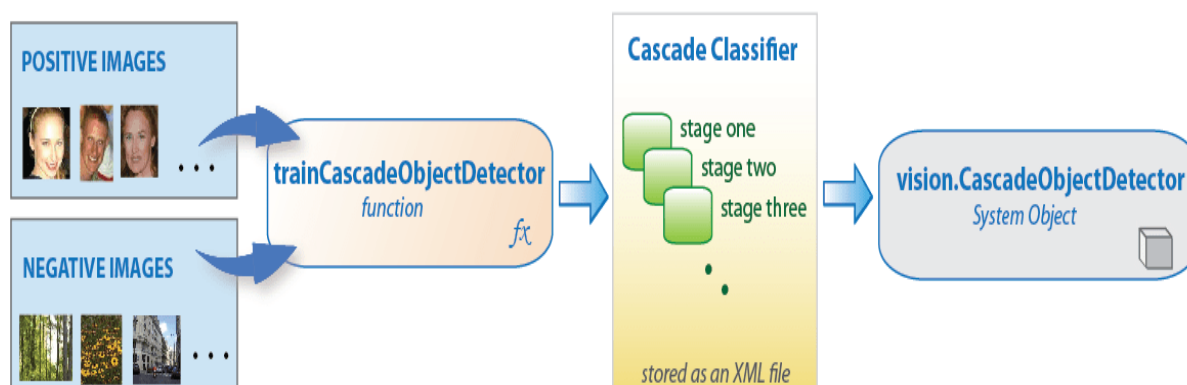 POSITIVE IMAGES
. . .
NEGATIVE IMAGES
. . .
trainCascadeObjectDetector
function
fx
Cascade Classifier
stage one
stage two
stage three
stored as an XML file
vision.CascadeObjectDetector
System Object